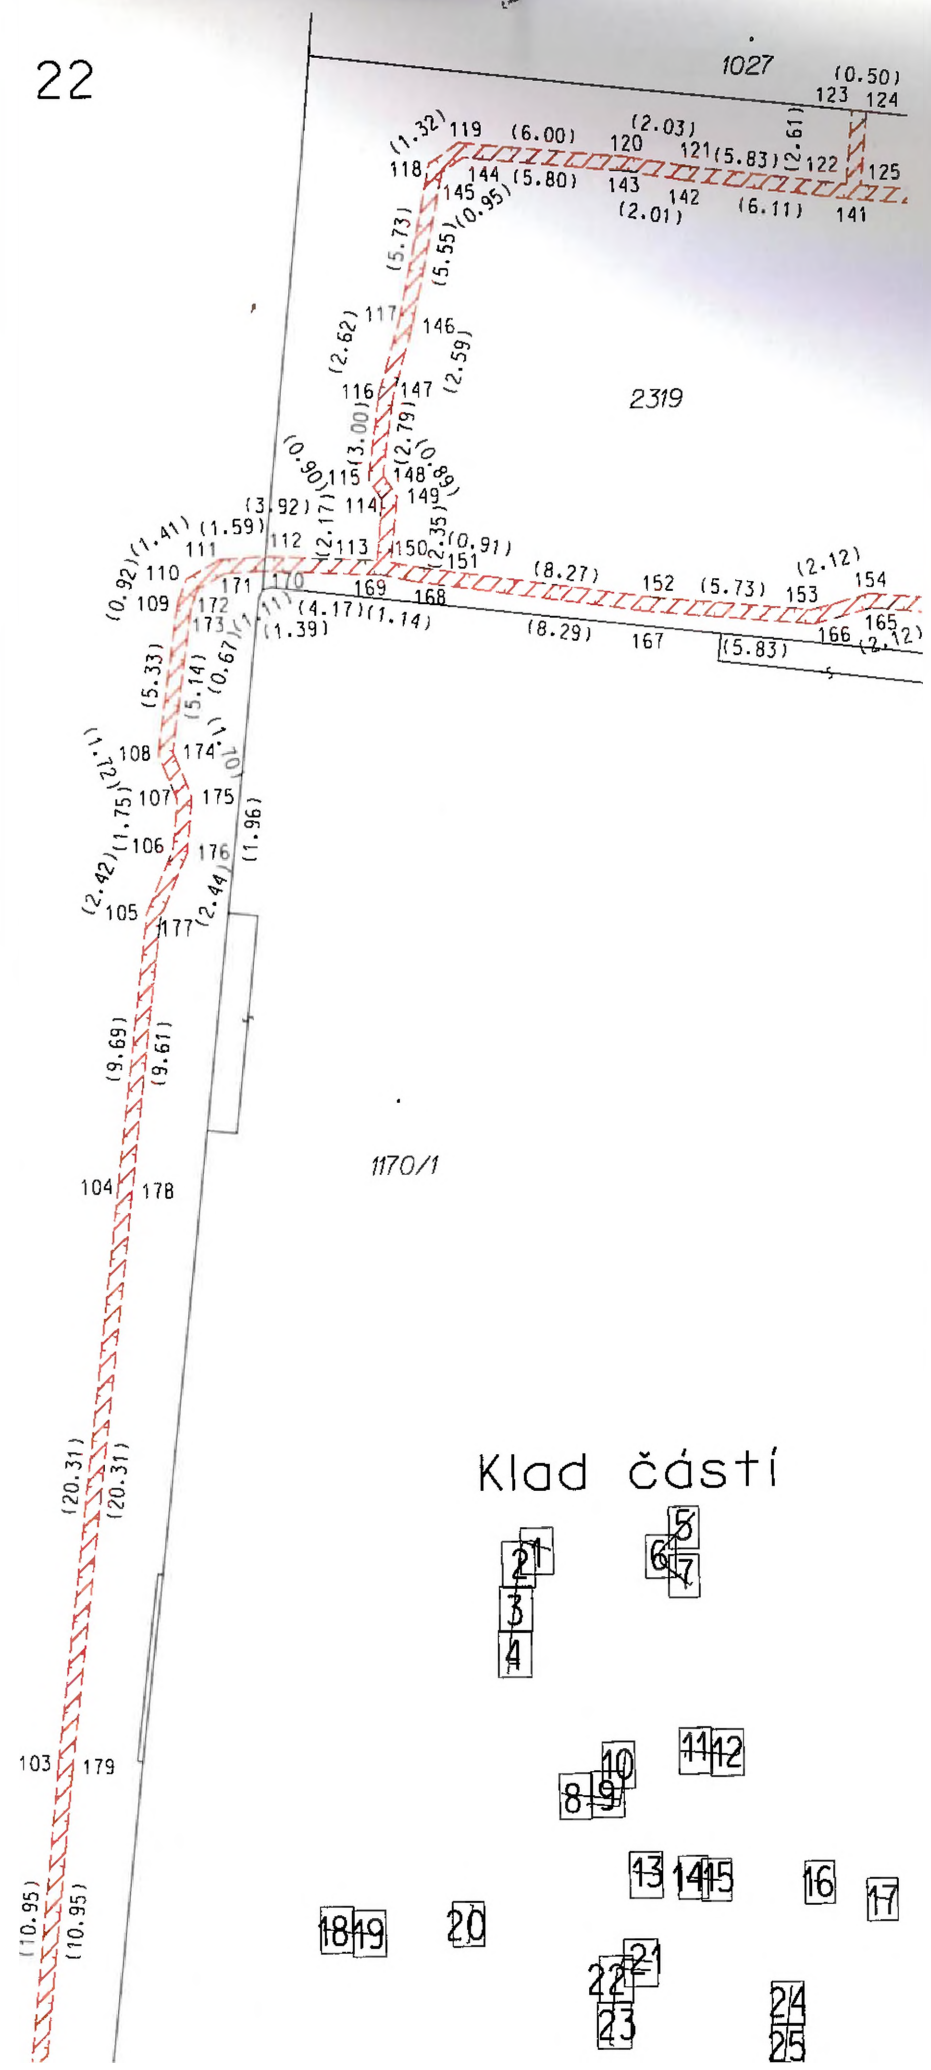 22
1027
(0.50)
123 124
(1.32) 119 (6.00) (2.03) (2.61)
120 121 (5.83) 122 125
118 144 (5.80) 143 142
145 (0.95) (2.01) (6.11) 141
(5.73) (5.55)
117 146
(2.62) (2.59)
116 147
2319
(3.00) (2.79)
(0.90) 115 148 (0.89)
114 149
(3.92) (2.17) (2.35)
(1.41) (1.59) 112 113 150 (0.91)
111 151 (8.27) (2.12)
(0.92) 110 171 170 152 (5.73) 153 154
109 172 169 168 165
173 (1.11) (4.17) (1.14) 166 (2.12)
(0.67) (1.39) (8.29) 167 (5.83)
(5.33) (5.14)
108 174
(1.22) 107 175
(1.75) (1.96)
106 176
(2.42) (2.44)
105 177
(9.69) (9.61)
1170/1
104 178
(20.31) (20.31)
Klad částí
5
1 6
2 7
3
4
103 179
11 12
10
8 9
13 14 15 16
17
(10.95) (10.95)
18 19 20
21
22
24
23
25